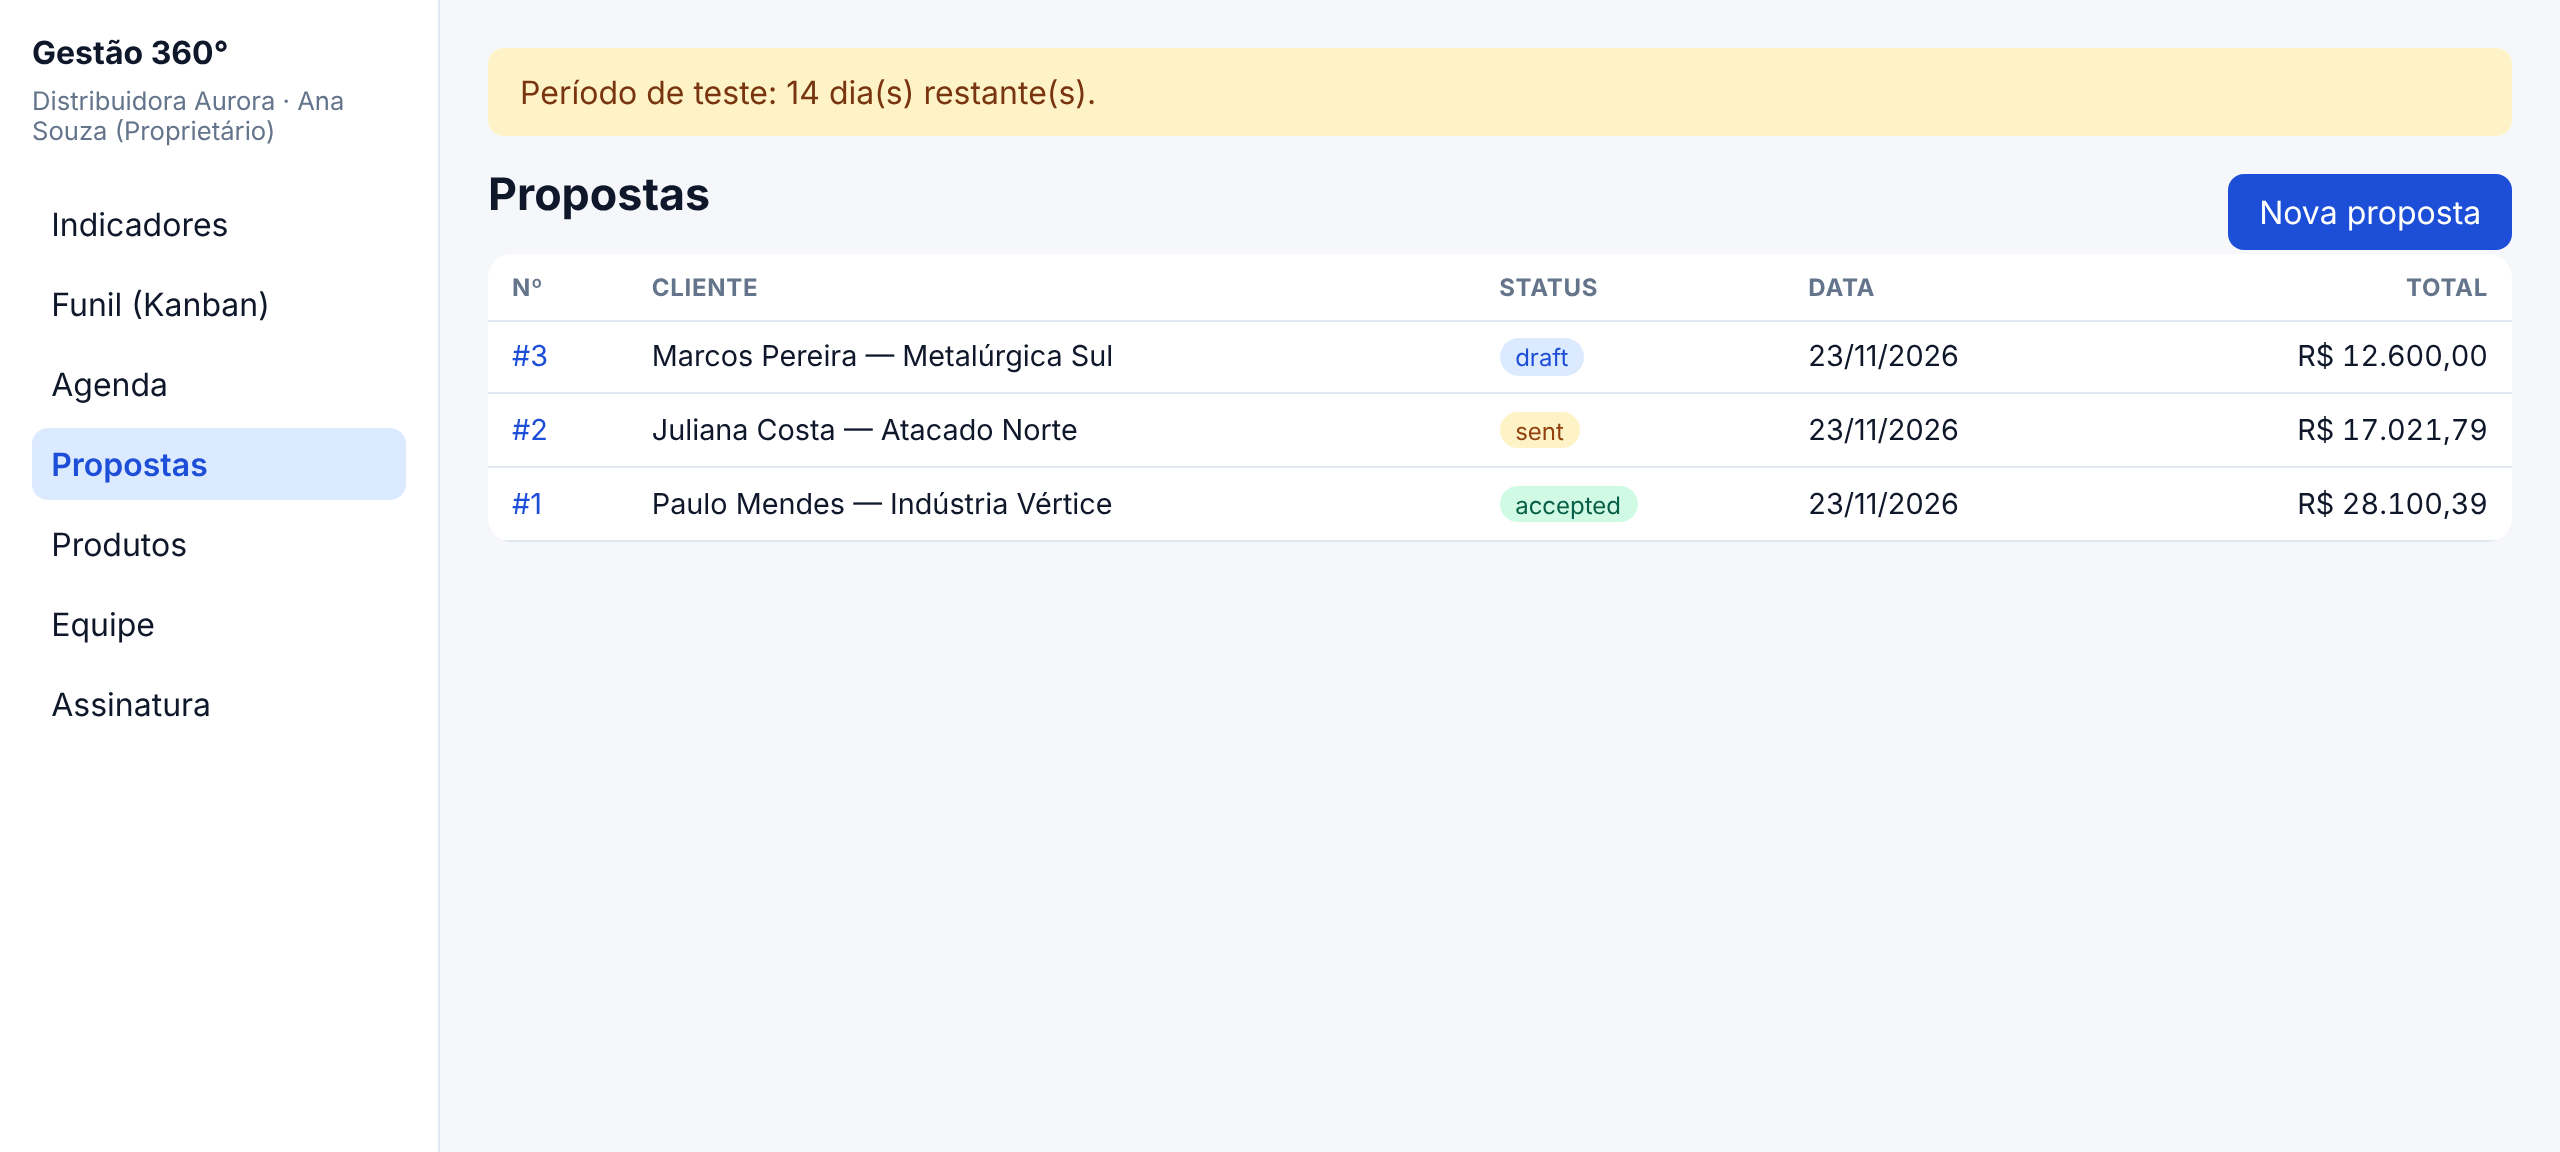 Gestão 360°
Distribuidora Aurora · Ana
Souza (Proprietário)
Indicadores
Funil (Kanban)
Agenda
Propostas
Produtos
Equipe
Assinatura
Período de teste: 14 dia(s) restante(s).
Propostas
Nova proposta
Nº CLIENTE STATUS DATA TOTAL
#3 Marcos Pereira — Metalúrgica Sul draft 23/11/2026 R$ 12.600,00
#2 Juliana Costa — Atacado Norte sent 23/11/2026 R$ 17.021,79
#1 Paulo Mendes — Indústria Vértice accepted 23/11/2026 R$ 28.100,39